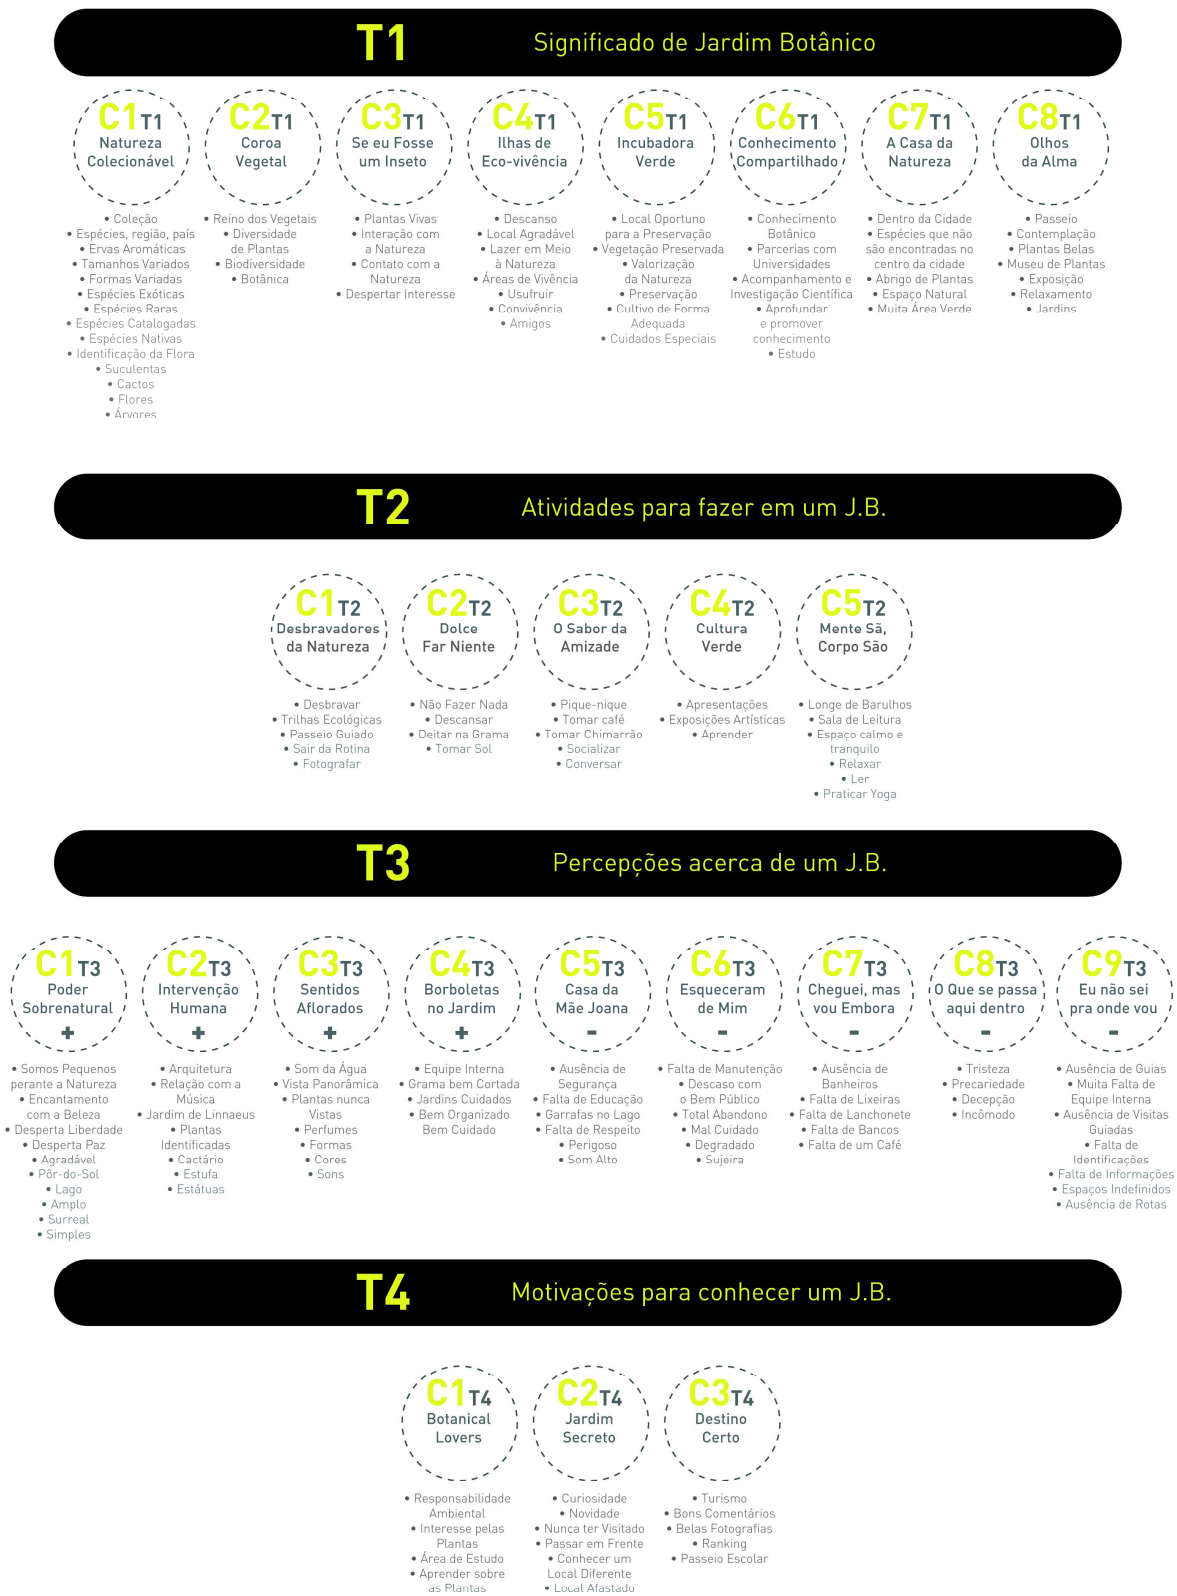 T1 Significado de Jardim Botânico
C1T1
Natureza
Colecionável
• Coleção
• Espécies, região, país
• Ervas Aromáticas
• Tamanhos Variados
• Formas Variadas
• Espécies Exóticas
• Espécies Raras
• Espécies Catalogadas
• Espécies Nativas
• Identificação da Flora
• Suculentas
• Cactos
• Flores
• Árvores
C2T1
Coroa
Vegetal
• Reino dos Vegetais
• Diversidade
de Plantas
• Biodiversidade
• Botânica
C3T1
Se eu Fosse
um Inseto
• Plantas Vivas
• Interação com
a Natureza
• Contato com a
Natureza
• Despertar Interesse
C4T1
Ilhas de
Eco-vivência
• Descanso
• Local Agradável
• Lazer em Meio
à Natureza
• Áreas de Vivência
• Usufruir
• Convivência
• Amigos
C5T1
Incubadora
Verde
• Local Oportuno
para a Preservação
• Vegetação Preservada
• Valorização
da Natureza
• Preservação
• Cultivo de Forma
Adequada
• Cuidados Especiais
C6T1
Conhecimento
Compartilhado
• Conhecimento
Botânico
• Parcerias com
Universidades
• Acompanhamento e
Investigação Científica
• Aprofundar
e promover
conhecimento
• Estudo
C7T1
A Casa da
Natureza
• Dentro da Cidade
• Espécies que não
são encontradas no
centro da cidade
• Abrigo de Plantas
• Espaço Natural
• Muita Área Verde
C8T1
Olhos
da Alma
• Passeio
• Contemplação
• Plantas Belas
• Museu de Plantas
• Exposição
• Relaxamento
• Jardins
T2 Atividades para fazer em um J.B.
C1T2
Desbravadores
da Natureza
• Desbravar
• Trilhas Ecológicas
• Passeio Guiado
• Sair da Rotina
• Fotografar
C2T2
Dolce
Far Niente
• Não Fazer Nada
• Descansar
• Deitar na Grama
• Tomar Sol
C3T2
O Sabor da
Amizade
• Pique-nique
• Tomar café
• Tomar Chimarrão
• Socializar
• Conversar
C4T2
Cultura
Verde
• Apresentações
• Exposições Artísticas
• Aprender
C5T2
Mente Sã,
Corpo São
• Longe de Barulhos
• Sala de Leitura
• Espaço calmo e
tranquilo
• Relaxar
• Ler
• Praticar Yoga
T3 Percepções acerca de um J.B.
C1T3
Poder
Sobrenatural
+
• Somos Pequenos
perante a Natureza
• Encantamento
com a Beleza
• Desperta Liberdade
• Desperta Paz
• Agradável
• Pôr-do-Sol
• Lago
• Amplo
• Surreal
• Simples
C2T3
Intervenção
Humana
+
• Arquitetura
• Relação com a
Música
• Jardim de Linnaeus
• Plantas
Identificadas
• Cactário
• Estufa
• Estátuas
C3T3
Sentidos
Aflorados
+
• Som da Água
• Vista Panorâmica
• Plantas nunca
Vistas
• Perfumes
• Formas
• Cores
• Sons
C4T3
Borboletas
no Jardim
+
• Equipe Interna
• Grama bem Cortada
• Jardins Cuidados
• Bem Organizado
Bem Cuidado
C5T3
Casa da
Mãe Joana
-
• Ausência de
Segurança
• Falta de Educação
• Garrafas no Lago
• Falta de Respeito
• Perigoso
• Som Alto
C6T3
Esqueceram
de Mim
-
• Falta de Manutenção
• Descaso com
o Bem Público
• Total Abandono
• Mal Cuidado
• Degradado
• Sujeira
C7T3
Cheguei, mas
vou Embora
-
• Ausência de
Banheiros
• Falta de Lixeiras
• Falta de Lanchonete
• Falta de Bancos
• Falta de um Café
C8T3
O Que se passa
aqui dentro
-
• Tristeza
• Precariedade
• Decepção
• Incômodo
C9T3
Eu não sei
pra onde vou
-
• Ausência de Guias
• Muita Falta de
Equipe Interna
• Ausência de Visitas
Guiadas
• Falta de
Identificações
• Falta de Informações
• Espaços Indefinidos
• Ausência de Rotas
T4 Motivações para conhecer um J.B.
C1T4
Botanical
Lovers
• Responsabilidade
Ambiental
• Interesse pelas
Plantas
• Área de Estudo
• Aprender sobre
as Plantas
C2T4
Jardim
Secreto
• Curiosidade
• Novidade
• Nunca ter Visitado
• Passar em Frente
• Conhecer um
Local Diferente
• Local Afastado
C3T4
Destino
Certo
• Turismo
• Bons Comentários
• Belas Fotografias
• Ranking
• Passeio Escolar